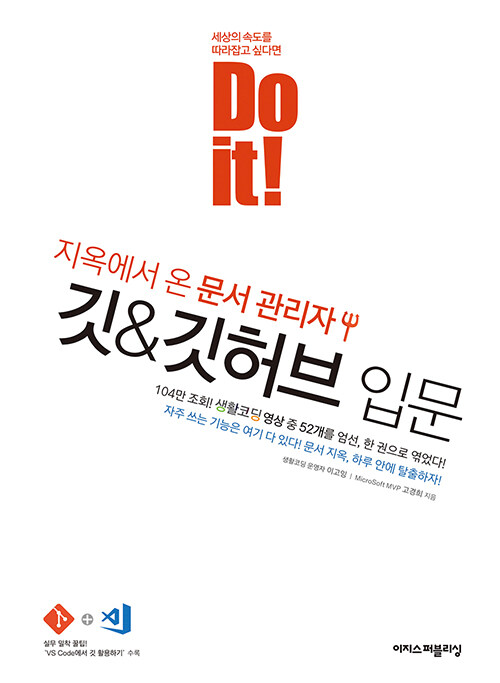 세상의 속도를
따라잡고 싶다면
Do
it!
지옥에서 온 문서 관리자
깃&깃허브 입문
104만 조회! 생활코딩 영상 중 52개를 엄선, 한 권으로 엮었다!
자주 쓰는 기능은 여기 다 있다! 문서 지옥, 하루 안에 탈출하자!
생활코딩 운영자 이고잉 | MicroSoft MVP 고경희 지음
실무 밀착 꿀팁!
'VS Code에서 깃 활용하기' 수록
이지스퍼블리싱